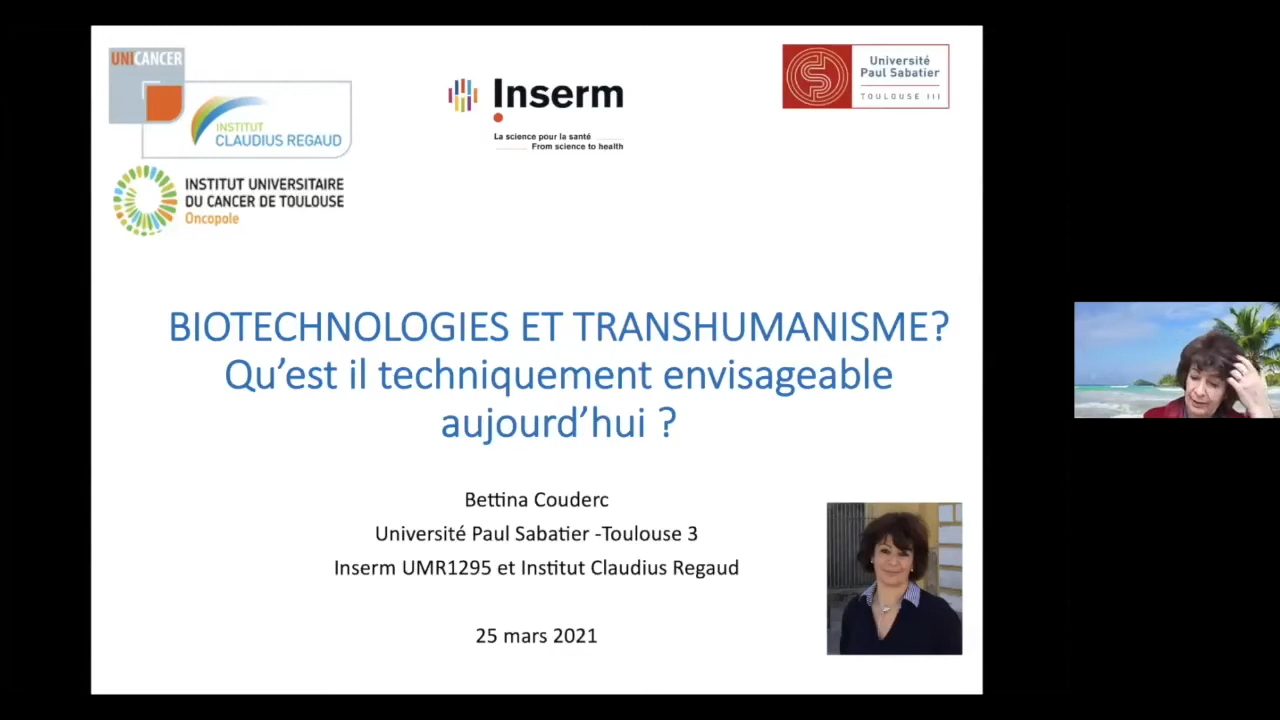 UNICANCER
INSTITUT
CLAUDIUS REGAUD
INSTITUT UNIVERSITAIRE
DU CANCER DE TOULOUSE
Oncopole
Inserm
La science pour la santé
From science to health
Université
Paul Sabatier
TOULOUSE III
BIOTECHNOLOGIES ET TRANSHUMANISME?
Qu’est il techniquement envisageable
aujourd’hui ?
Bettina Couderc
Université Paul Sabatier -Toulouse 3
Inserm UMR1295 et Institut Claudius Regaud
25 mars 2021